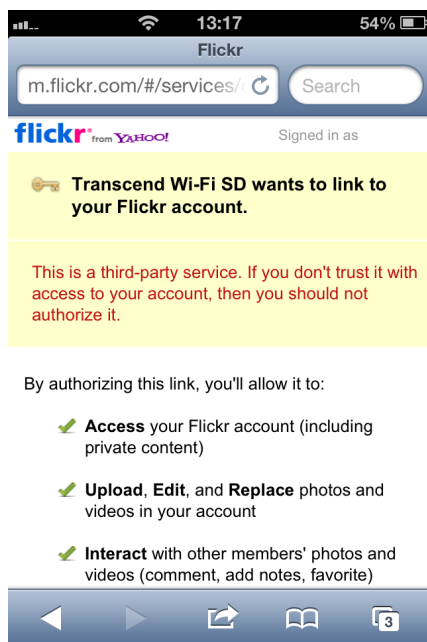 13:17
54%
Flickr
m.flickr.com/#/services/
Search
flickr from YAHOO!
Signed in as
Transcend Wi-Fi SD wants to link to
your Flickr account.
This is a third-party service. If you don't trust it with
access to your account, then you should not
authorize it.
By authorizing this link, you'll allow it to:
Access your Flickr account (including
private content)
Upload, Edit, and Replace photos and
videos in your account
Interact with other members' photos and
videos (comment, add notes, favorite)
3